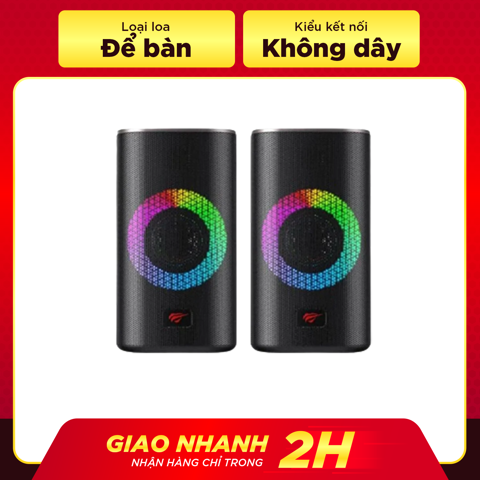 Loại loa
Để bàn
Kiểu kết nối
Không dây
GIAO NHANH
NHẬN HÀNG CHỈ TRONG
2H